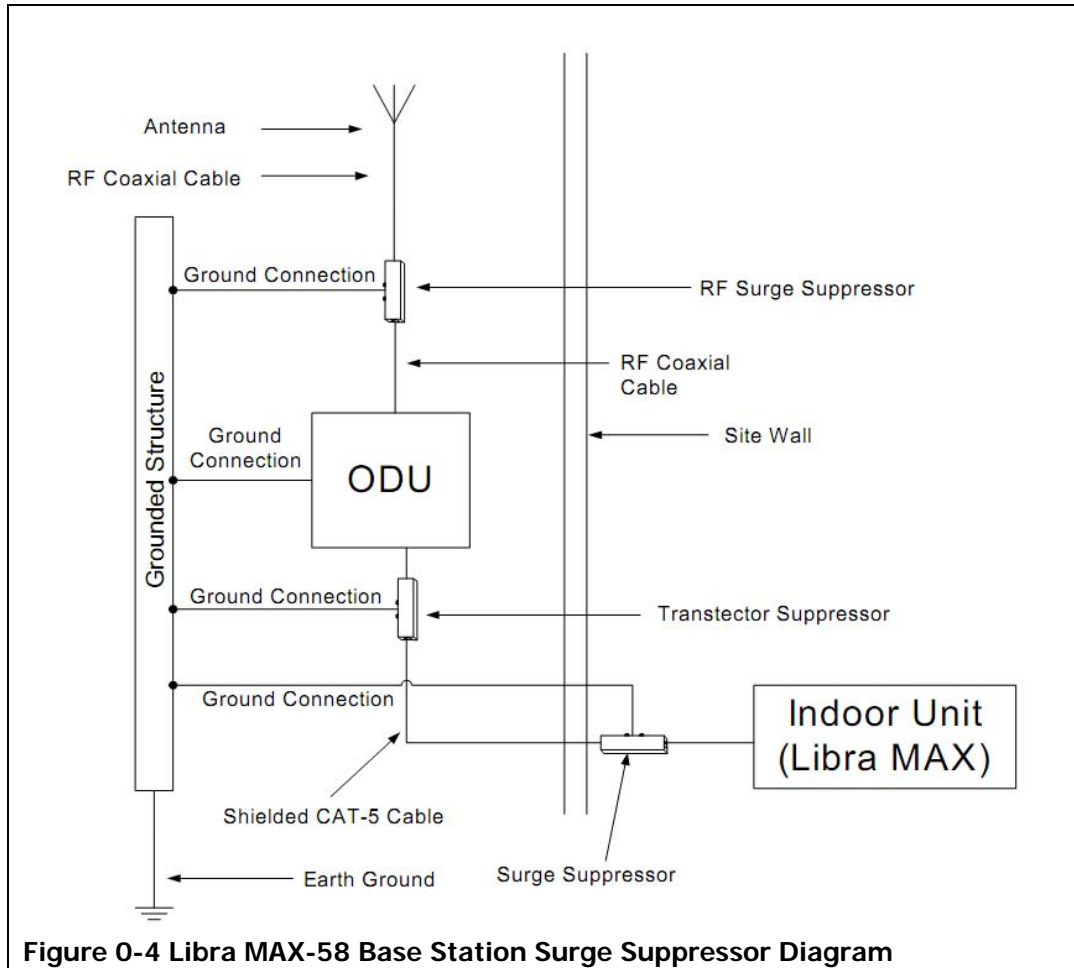 Antenna
RF Coaxial Cable
Ground Connection
RF Surge Suppressor
RF Coaxial
Cable
Grounded Structure
Ground
Connection
Site Wall
ODU
Ground Connection
Transtector Suppressor
Ground Connection
Indoor Unit
(Libra MAX)
Shielded CAT-5 Cable
Surge Suppressor
Earth Ground
Figure 0-4 Libra MAX-58 Base Station Surge Suppressor Diagram